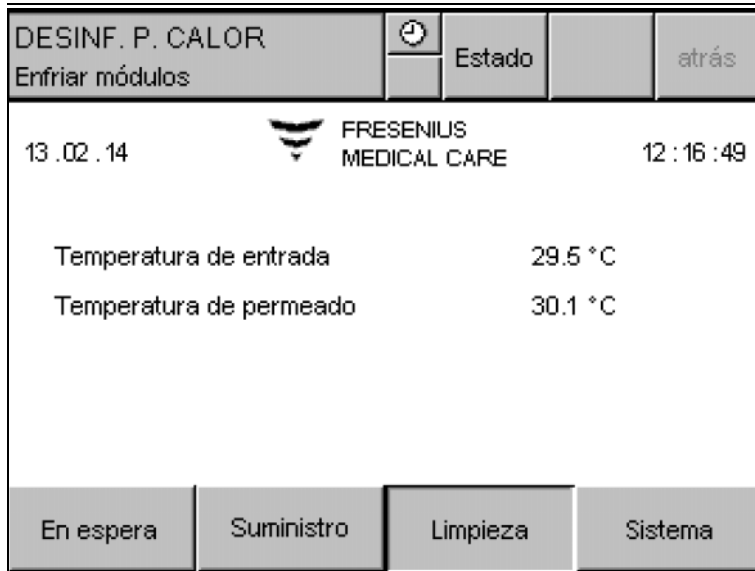 DESINF. P. CALOR
Enfriar módulos
Estado
atrás
13 .02 . 14
FRESENIUS
MEDICAL CARE
12 : 16 : 49
Temperatura de entrada 29.5 °C
Temperatura de permeado 30.1 °C
En espera
Suministro
Limpieza
Sistema